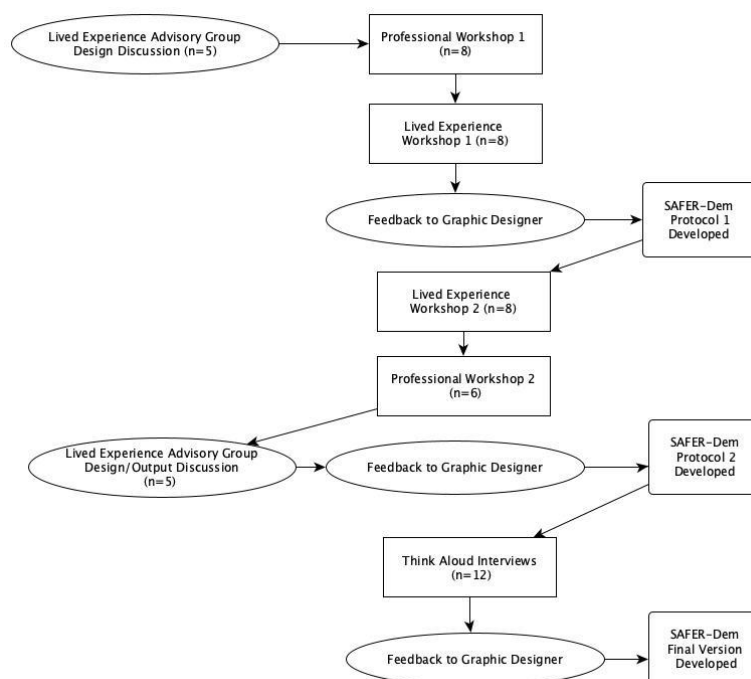 Lived Experience Advisory Group
Design Discussion (n=5)
Professional Workshop 1
(n=8)
Lived Experience
Workshop 1 (n=8)
Feedback to Graphic Designer
SAFER-Dem
Protocol 1
Developed
Lived Experience
Workshop 2 (n=8)
Professional Workshop 2
(n=6)
Lived Experience Advisory Group
Design/Output Discussion
(n=5)
Feedback to Graphic Designer
SAFER-Dem
Protocol 2
Developed
Think Aloud Interviews
(n=12)
Feedback to Graphic Designer
SAFER-Dem
Final Version
Developed